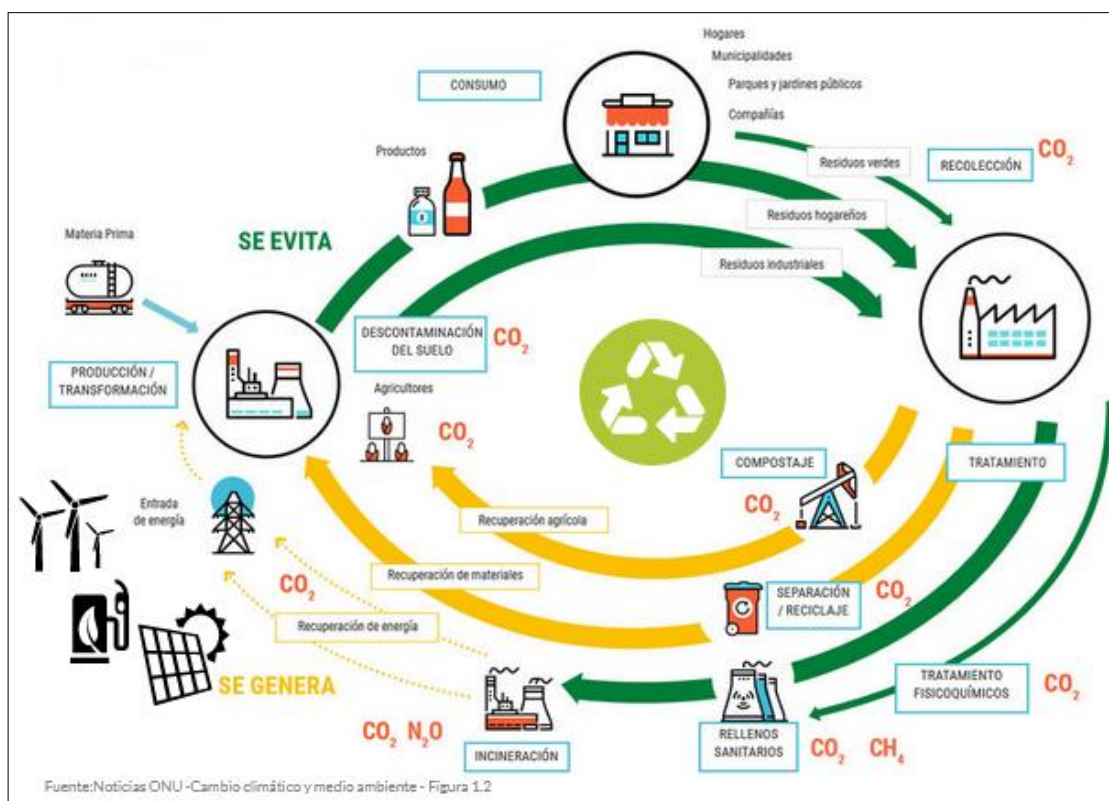 Hogares
Municipalidades
CONSUMO
Parques y jardines públicos
Compañías
Productos
Residuos verdes
RECOLECCIÓN
CO2
Materia Prima
SE EVITA
Residuos hogareños
Residuos industriales
DESCONTAMINACIÓN
DEL SUELO
CO2
PRODUCCIÓN /
TRANSFORMACIÓN
Agricultores
CO2
COMPOSTAJE
CO2
TRATAMIENTO
Entrada
de energía
Recuperación agrícola
Recuperación de materiales
CO2
SEPARACIÓN
/ RECICLAJE
CO2
Recuperación de energía
SE GENERA
TRATAMIENTO
FISICOQUÍMICOS
CO2
CO2 N2O
INCINERACIÓN
RELLENOS
SANITARIOS
CO2 CH4
Fuente:Noticias ONU -Cambio climático y medio ambiente - Figura 1.2